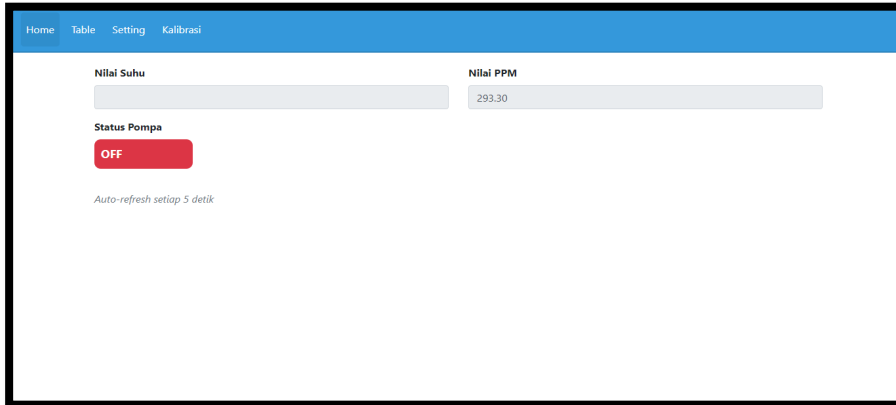 Home Table Setting Kalibrasi
Nilai Suhu Nilai PPM
293.30
Status Pompa
OFF
Auto-refresh setiap 5 detik